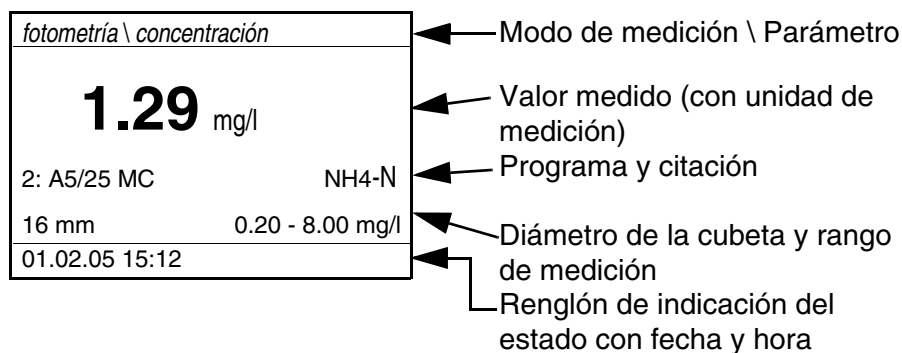 fotometría \ concentración
Modo de medición \ Parámetro
1.29 mg/l
Valor medido (con unidad de
medición)
2: A5/25 MC NH4-N
Programa y citación
16 mm 0.20 - 8.00 mg/l
Diámetro de la cubeta y rango
de medición
01.02.05 15:12
Renglón de indicación del
estado con fecha y hora